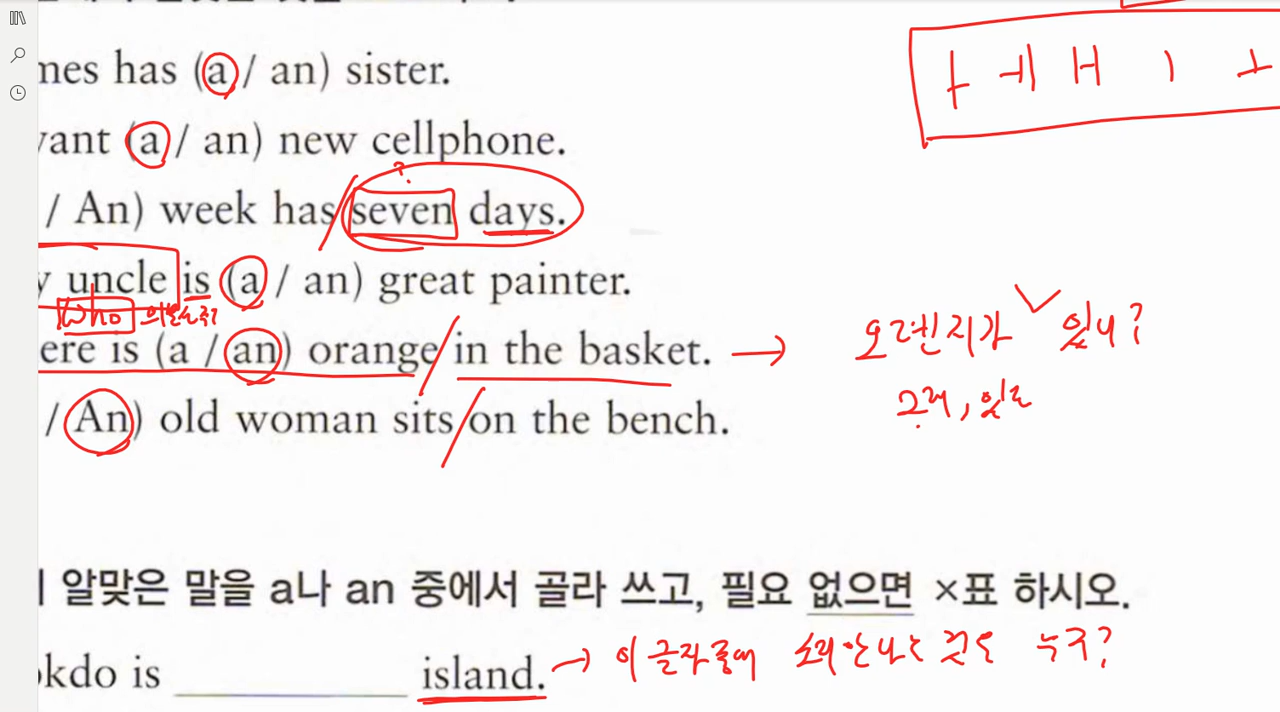 mes has (a / an) sister.
ant (a / an) new cellphone.
?
/ An) week has/seven days.
y uncle is (a / an) great painter.
who
ere is (a / an) orange/in the basket. → 오렌지가 ✓ 있니?
그래, 있
/ An) old woman sits/on the bench.
알맞은 말을 a나 an 중에서 골라 쓰고, 필요 없으면 ×표 하시오.
kdo is ________ island. → 이 글자중에 소리안나는 것은 누구?
ㅏ ㅔ ㅐ ㅣ ㅗ